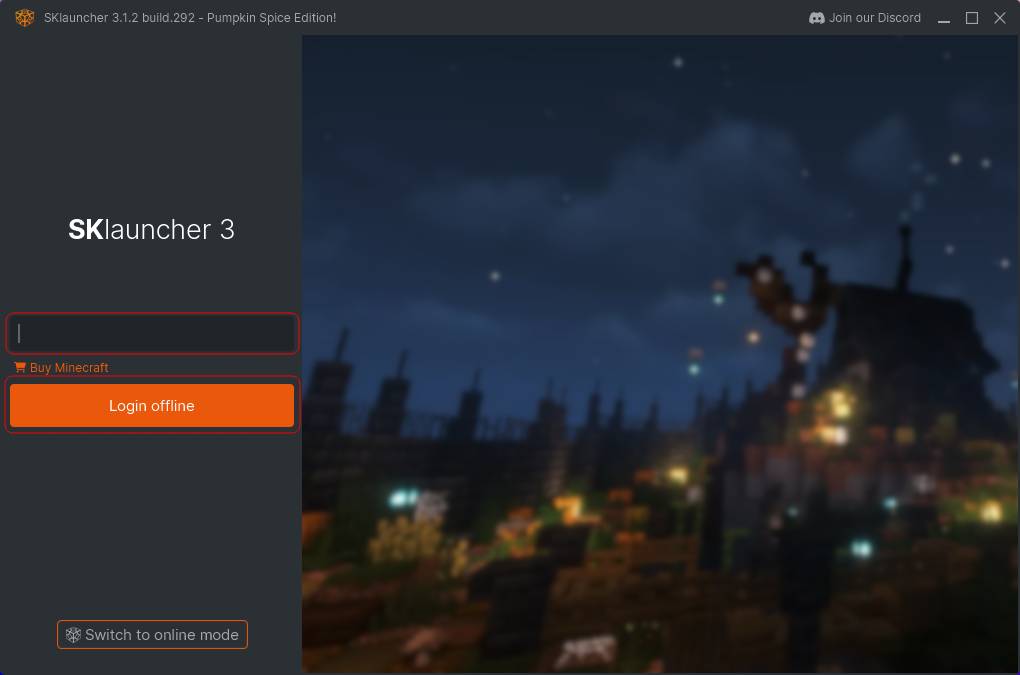 SKlauncher 3.1.2 build.292 - Pumpkin Spice Edition!
Join our Discord
SKlauncher 3
Buy Minecraft
Login offline
Switch to online mode